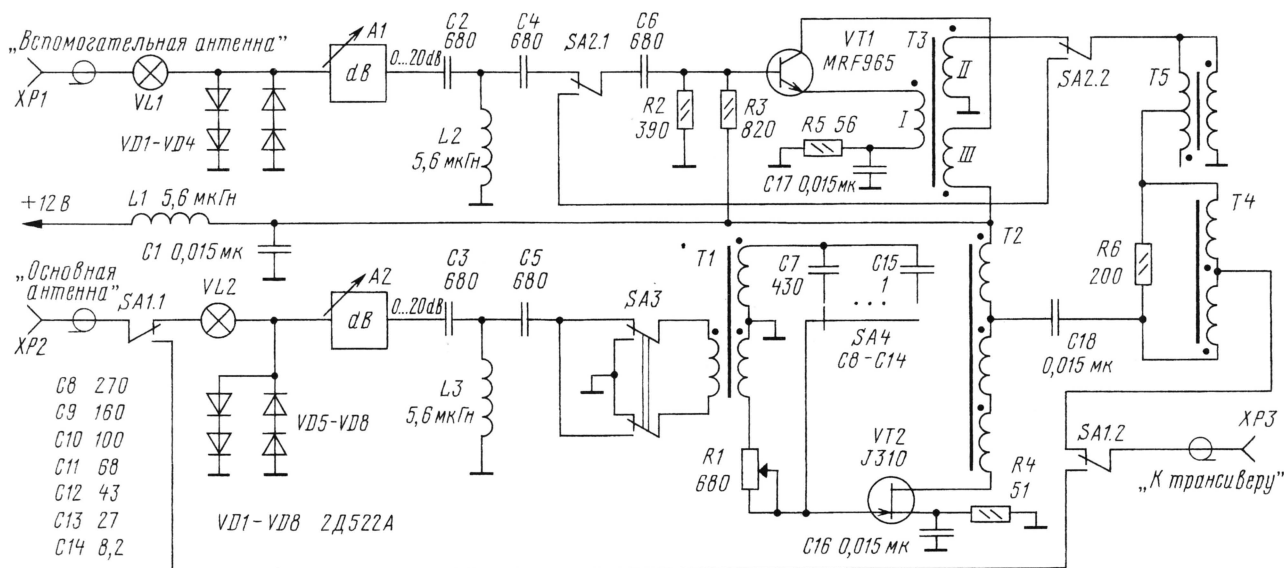 „Вспомогательная антенна"
XP1
VL1
VD1-VD4
A1
dB
0...20dB
C2
680
C4
680
SA2.1
C6
680
L2
5,6 мкГн
R2
390
R3
820
VT1
MRF965
R5 56
C17 0,015мк
T3
I
II
III
SA2.2
T5
+12 В
L1 5,6 мкГн
C1 0,015 мк
„Основная
антенна"
XP2
SA1.1
VL2
A2
dB
0...20dB
C3
680
C5
680
SA3
L3
5,6 мкГн
VD5-VD8
T1
C7
430
C15
1
...
SA4
C8-C14
T2
R6
200
T4
C18
0,015 мк
R1
680
VT2
J310
R4
51
C16 0,015 мк
SA1.2
XP3
„К трансиверу"
C8 270
C9 160
C10 100
C11 68
C12 43
C13 27
C14 8,2
VD1-VD8 2Д522А